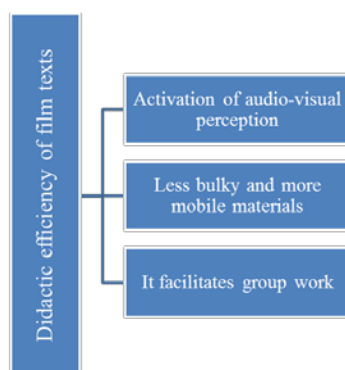 Didactic efficiency of film texts
Activation of audio-visual
perception
Less bulky and more
mobile materials
It facilitates group work